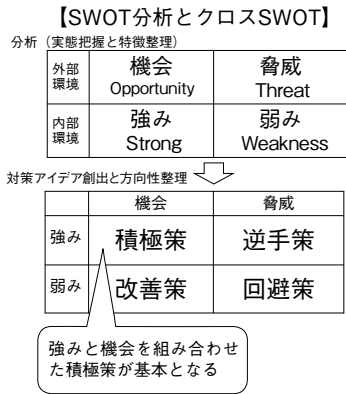 【SWOT分析とクロスSWOT】
分析（実態把握と特徴整理）
外部環境 機会 Opportunity 脅威 Threat
内部環境 強み Strong 弱み Weakness
対策アイデア創出と方向性整理
機会 脅威
強み 積極策 逆手策
弱み 改善策 回避策
強みと機会を組み合わせ
た積極策が基本となる